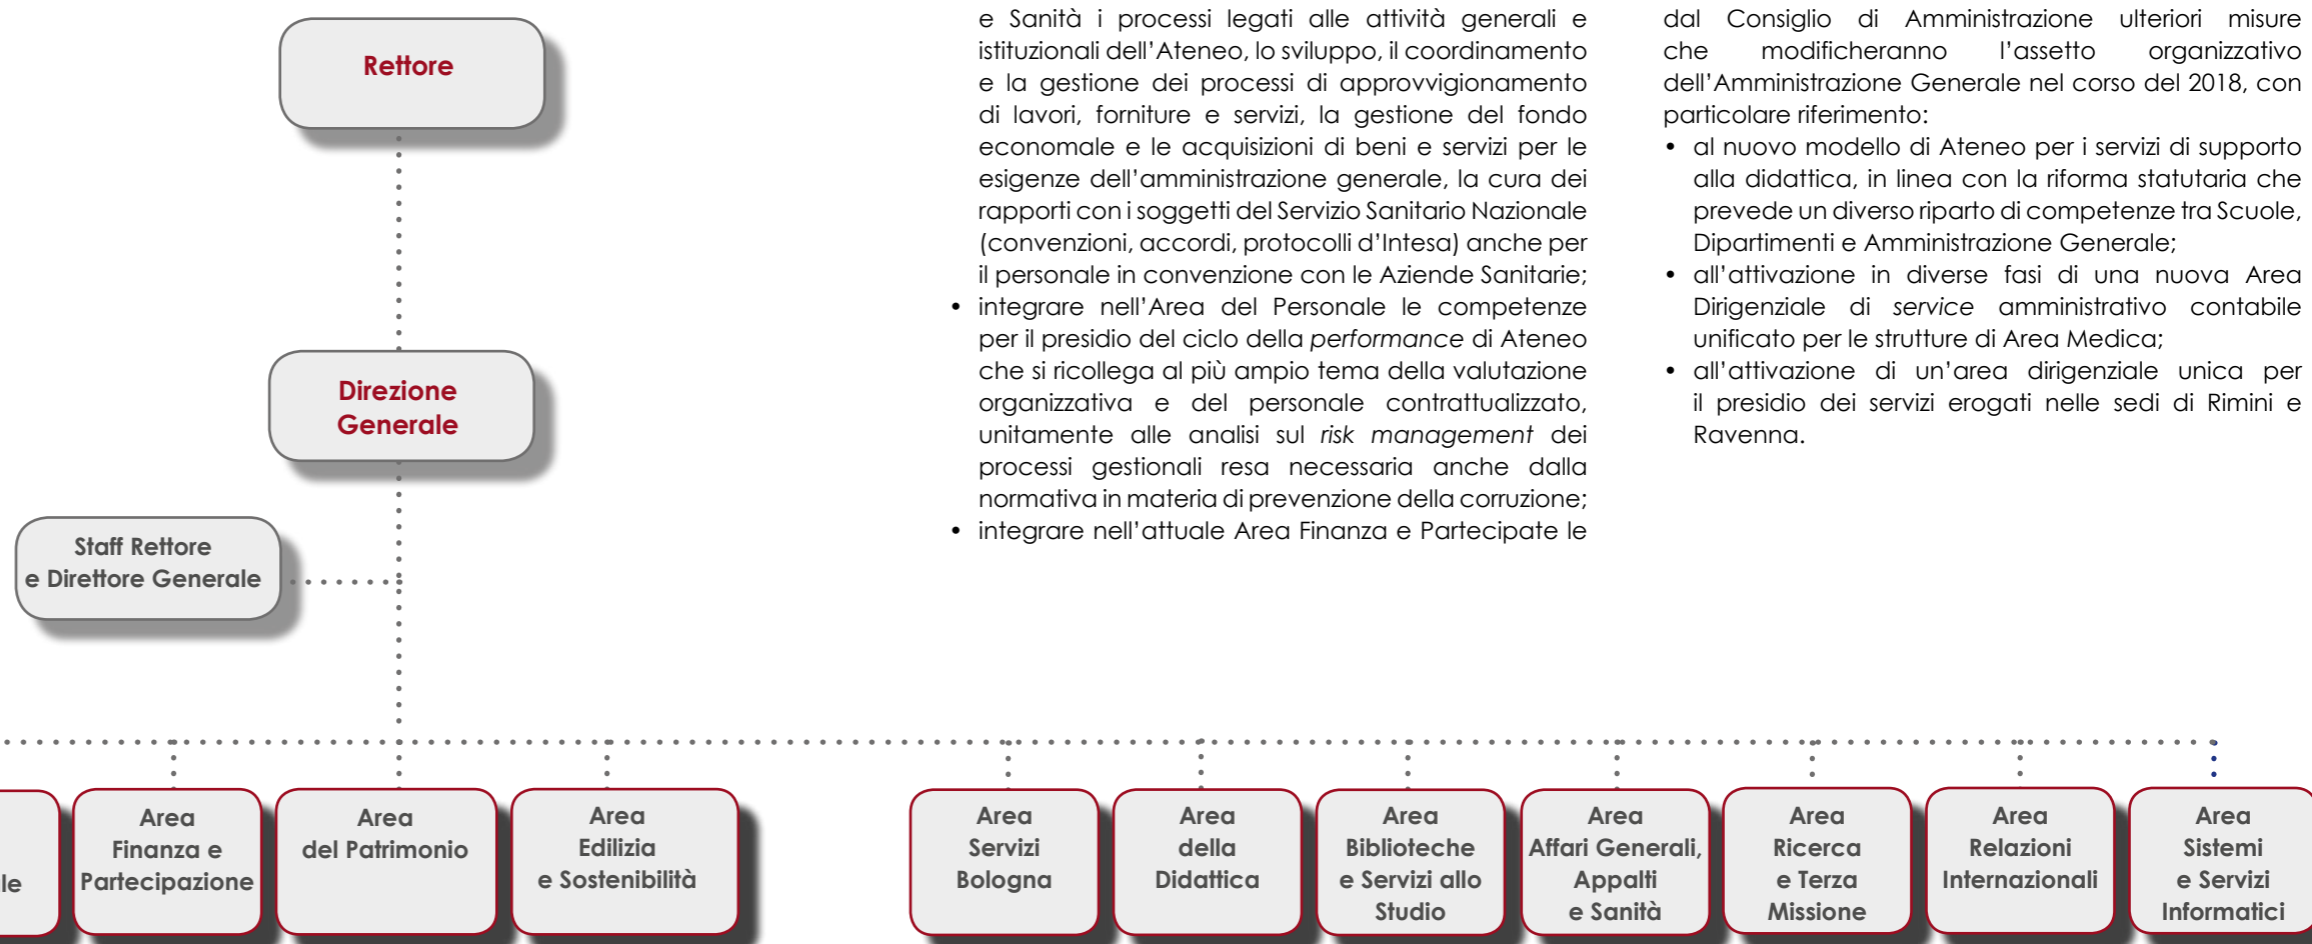 Rettore
Direzione
Generale
Staff Rettore
e Direttore Generale
e Sanità i processi legati alle attività generali e
istituzionali dell'Ateneo, lo sviluppo, il coordinamento
e la gestione dei processi di approvvigionamento
di lavori, forniture e servizi, la gestione del fondo
economale e le acquisizioni di beni e servizi per le
esigenze dell'amministrazione generale, la cura dei
rapporti con i soggetti del Servizio Sanitario Nazionale
(convenzioni, accordi, protocolli d'Intesa) anche per
il personale in convenzione con le Aziende Sanitarie;
• integrare nell'Area del Personale le competenze
per il presidio del ciclo della performance di Ateneo
che si ricollega al più ampio tema della valutazione
organizzativa e del personale contrattualizzato,
unitamente alle analisi sul risk management dei
processi gestionali resa necessaria anche dalla
normativa in materia di prevenzione della corruzione;
• integrare nell'attuale Area Finanza e Partecipate le
dal Consiglio di Amministrazione ulteriori misure
che modificheranno l'assetto organizzativo
dell'Amministrazione Generale nel corso del 2018, con
particolare riferimento:
• al nuovo modello di Ateneo per i servizi di supporto
alla didattica, in linea con la riforma statutaria che
prevede un diverso riparto di competenze tra Scuole,
Dipartimenti e Amministrazione Generale;
• all'attivazione in diverse fasi di una nuova Area
Dirigenziale di service amministrativo contabile
unificato per le strutture di Area Medica;
• all'attivazione di un'area dirigenziale unica per
il presidio dei servizi erogati nelle sedi di Rimini e
Ravenna.
le
Area
Finanza e
Partecipazione
Area
del Patrimonio
Area
Edilizia
e Sostenibilità
Area
Servizi
Bologna
Area
della
Didattica
Area
Biblioteche
e Servizi allo
Studio
Area
Affari Generali,
Appalti
e Sanità
Area
Ricerca
e Terza
Missione
Area
Relazioni
Internazionali
Area
Sistemi
e Servizi
Informatici